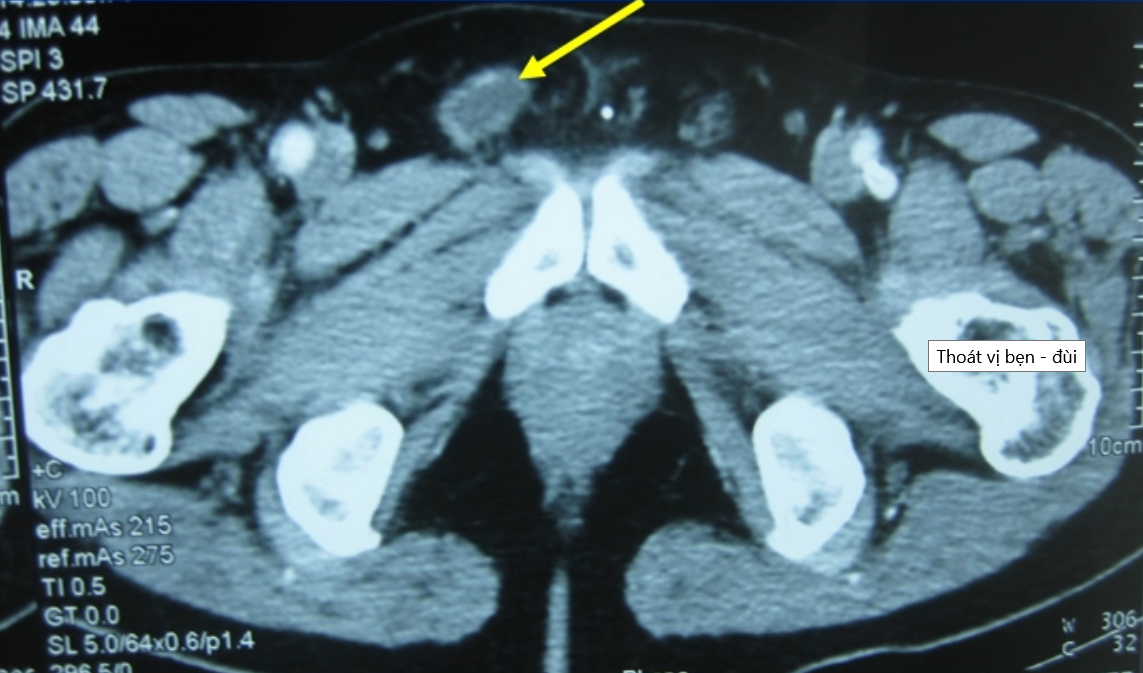 4 IMA 44
SPI 3
SP 431.7
R
Thoát vị bẹn - đùi
10cm
+C
kV 100
eff.mAs 215
ref.mAs 275
TI 0.5
GT 0.0
SL 5.0/64x0.6/p1.4
W 306
C 32